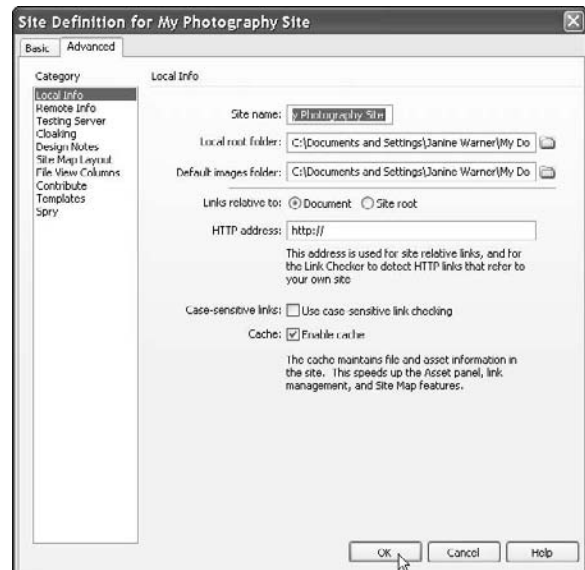 Site Definition for My Photography Site
Basic
Advanced
Category
Local Info
Remote Info
Testing Server
Cloaking
Design Notes
Site Map Layout
File View Columns
Contribute
Templates
Spry
Local Info
Site name: y Photography Site
Local root folder: C:\Documents and Settings\Janine Warner\My Do
Default images folder: C:\Documents and Settings\Janine Warner\My Do
Links relative to: Document Site root
HTTP address: http://
This address is used for site relative links, and for
the Link Checker to detect HTTP links that refer to
your own site
Case-sensitive links: Use case-sensitive link checking
Cache: Enable cache
The cache maintains file and asset information in
the site. This speeds up the Asset panel, link
management, and Site Map features.
OK
Cancel
Help